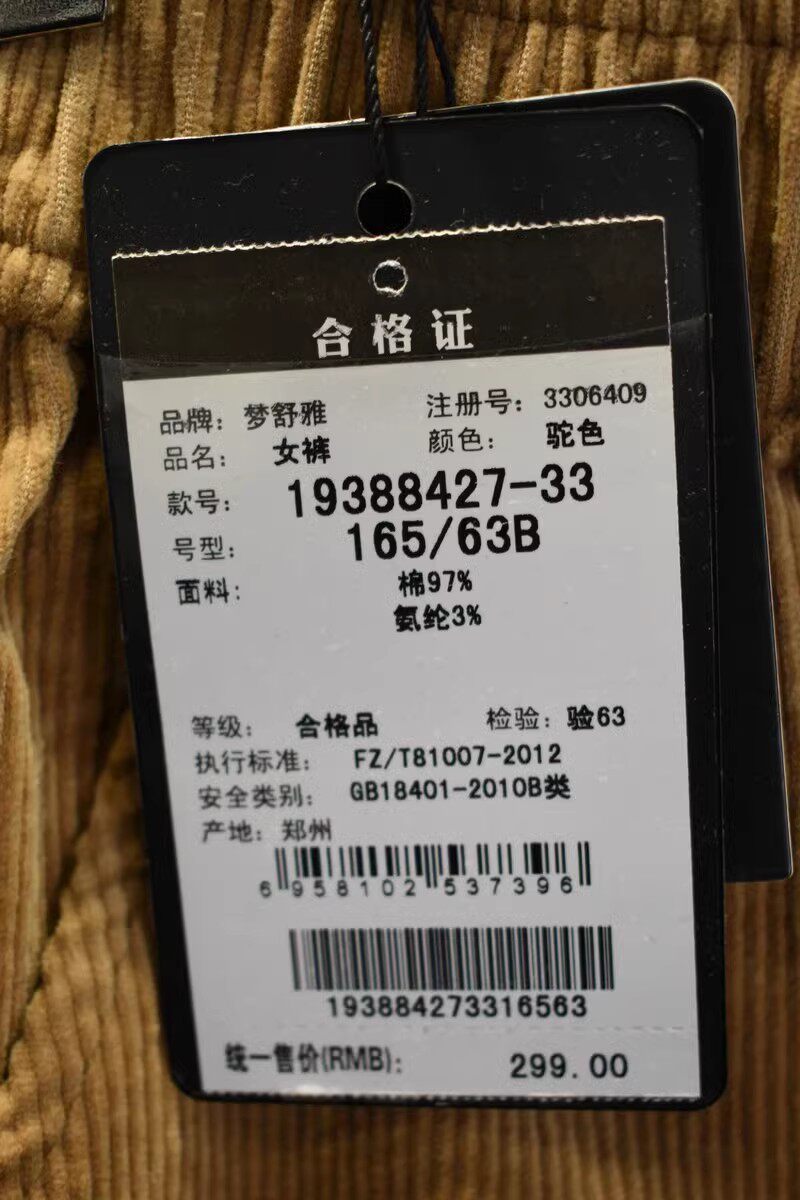 合格证
品牌：梦舒雅 注册号：3306409
品名：女裤 颜色：驼色
款号：19388427-33
号型：165/63B
面料：棉97%
氨纶3%
等级：合格品 检验：验63
执行标准：FZ/T81007-2012
安全类别：GB18401-2010B类
产地：郑州
6958102537396
193884273316563
统一售价(RMB)：299.00